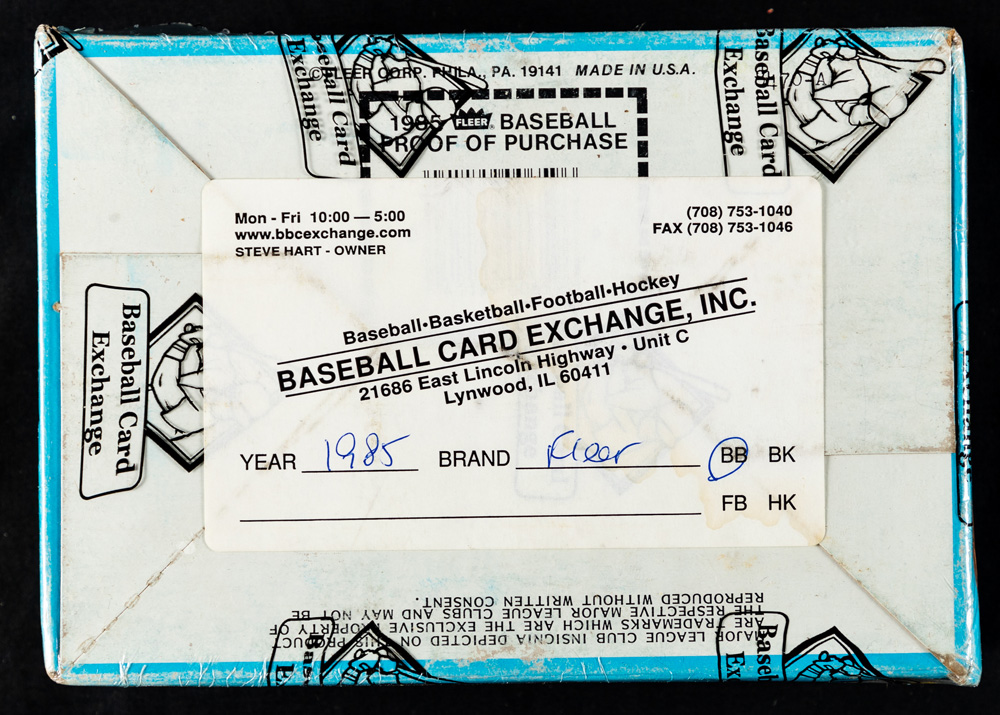 © FLEER CORP. PHILA., PA. 19141 MADE IN U.S.A.
1985 FLEER BASEBALL
PROOF OF PURCHASE
Baseball Card
Exchange
Baseball Card
Exchange
Mon - Fri 10:00 — 5:00
www.bbcexchange.com
STEVE HART - OWNER
(708) 753-1040
FAX (708) 753-1046
Baseball•Basketball•Football•Hockey
BASEBALL CARD EXCHANGE, INC.
21686 East Lincoln Highway • Unit C
Lynwood, IL 60411
Baseball Card
Exchange
YEAR 1985 BRAND Fleer BB BK
FB HK
MAJOR LEAGUE CLUB INSIGNIA DEPICTED ON THIS PRODUCT
ARE TRADEMARKS WHICH ARE THE EXCLUSIVE PROPERTY OF
THE RESPECTIVE MAJOR LEAGUE CLUBS AND MAY NOT BE
REPRODUCED WITHOUT WRITTEN CONSENT.
Base
Ex